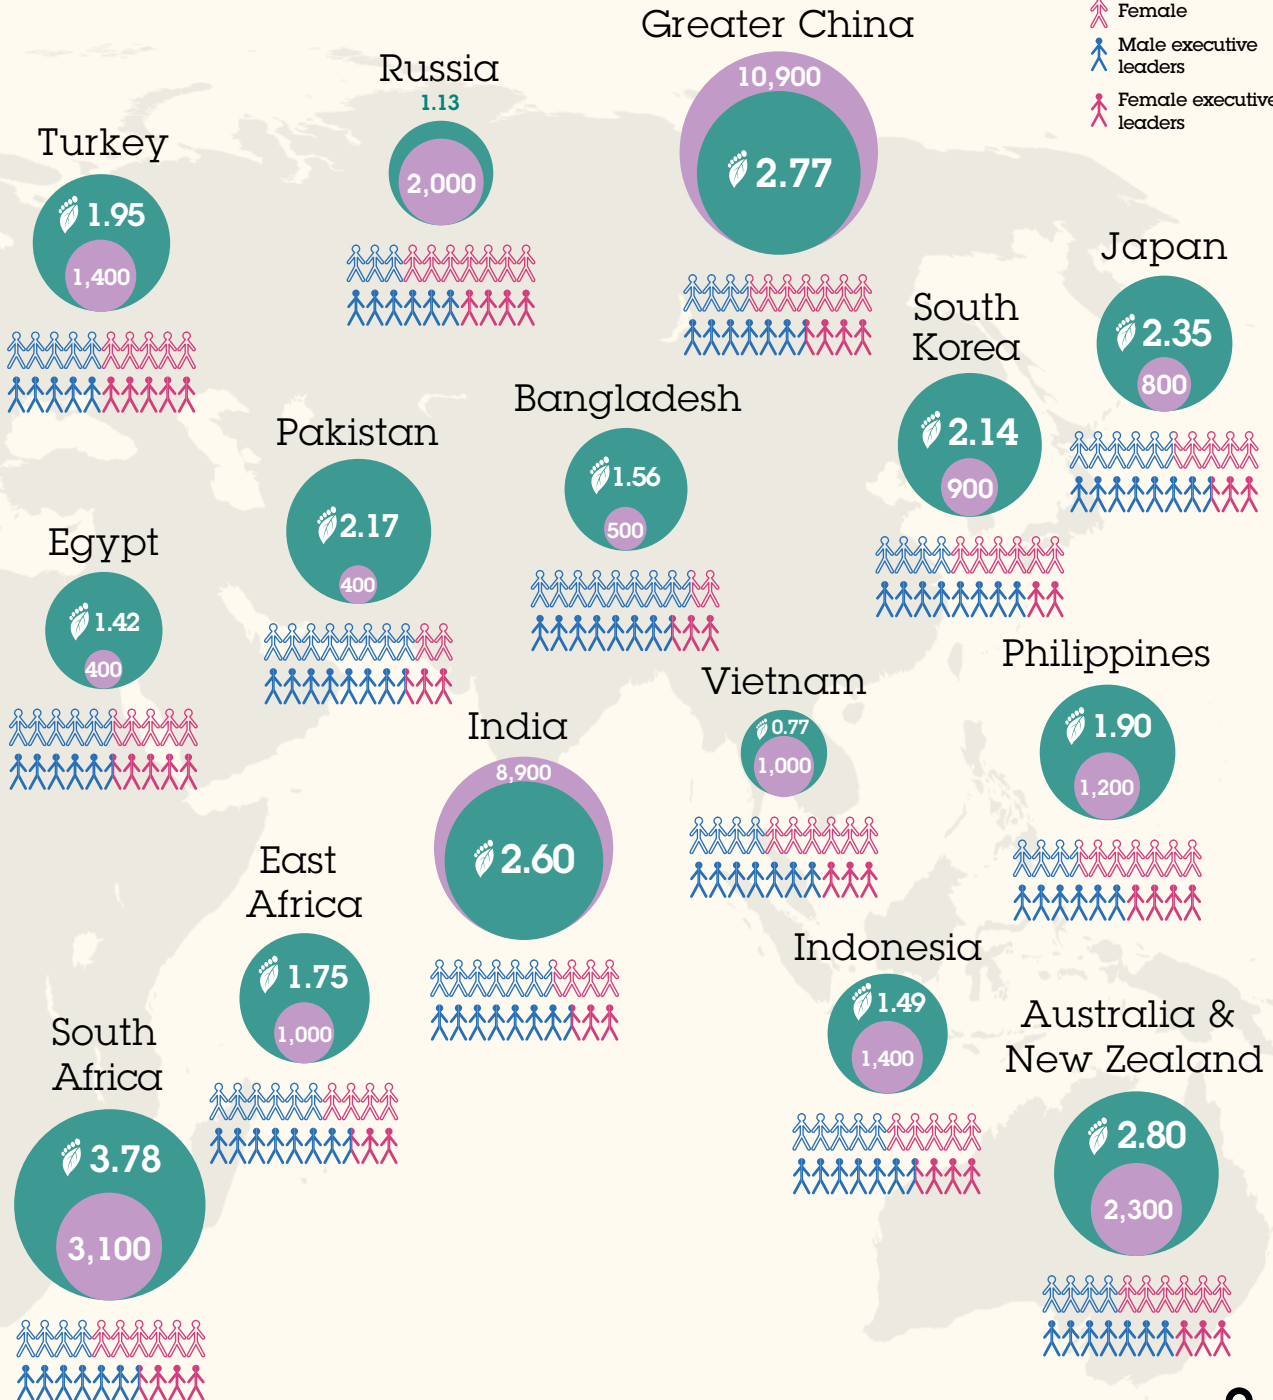 Female
Male executive
leaders
Female executive
leaders
Greater China
10,900
2.77
Russia
1.13
2,000
Turkey
1.95
1,400
Japan
2.35
800
South
Korea
2.14
900
Bangladesh
1.56
500
Pakistan
2.17
400
Egypt
1.42
400
Philippines
1.90
1,200
Vietnam
0.77
1,000
India
8,900
2.60
East
Africa
1.75
1,000
Indonesia
1.49
1,400
Australia &
New Zealand
2.80
2,300
South
Africa
3.78
3,100